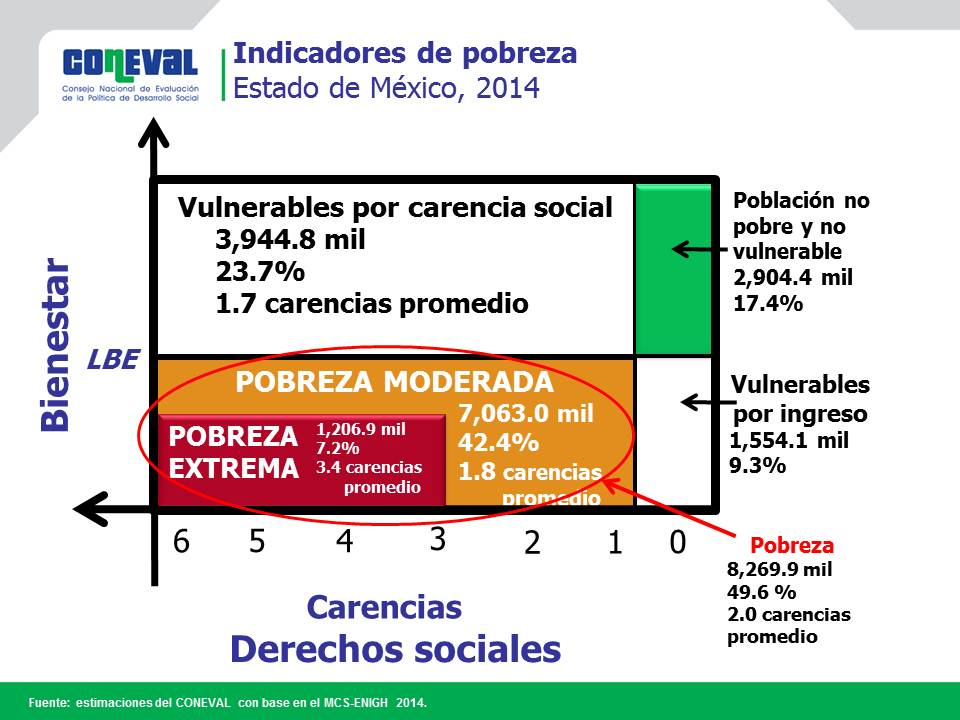 CONEVAL
Consejo Nacional de Evaluación
de la Política de Desarrollo Social
Indicadores de pobreza
Estado de México, 2014
Vulnerables por carencia social
3,944.8 mil
23.7%
1.7 carencias promedio
Población no
pobre y no
vulnerable
2,904.4 mil
17.4%
Bienestar
LBE
POBREZA MODERADA
7,063.0 mil
42.4%
1.8 carencias
promedio
POBREZA
EXTREMA
1,206.9 mil
7.2%
3.4 carencias
promedio
Vulnerables
por ingreso
1,554.1 mil
9.3%
6 5 4 3 2 1 0
Pobreza
8,269.9 mil
49.6 %
2.0 carencias
promedio
Carencias
Derechos sociales
Fuente: estimaciones del CONEVAL con base en el MCS-ENIGH 2014.